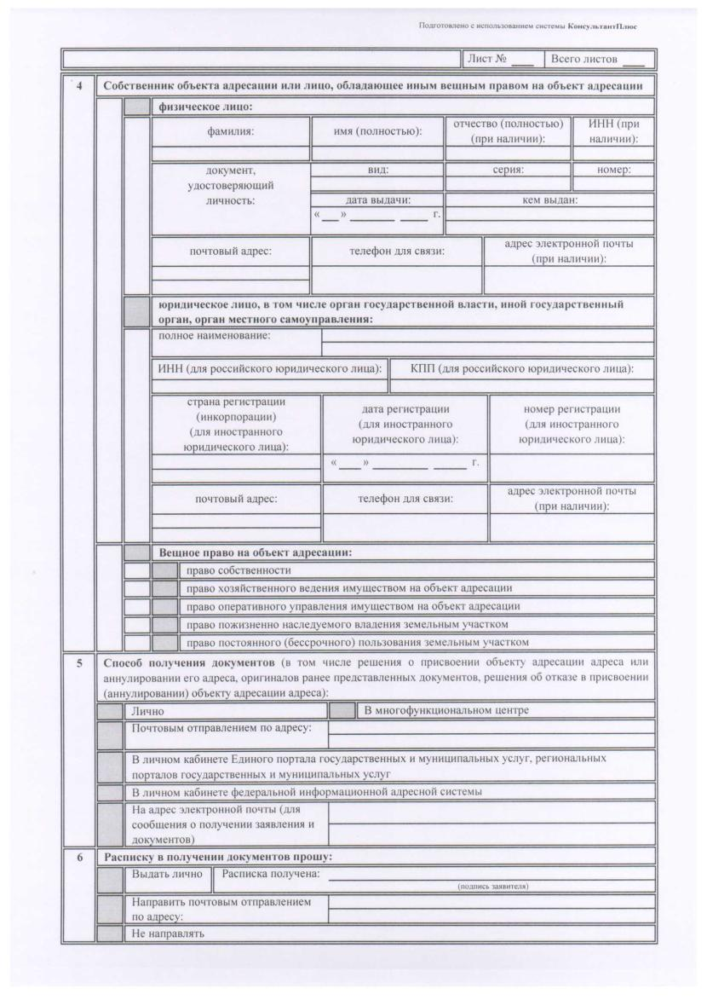 Подготовлено с использованием системы КонсультантПлюс
Лист № ____ Всего листов ____
4 Собственник объекта адресации или лицо, обладающее иным вещным правом на объект адресации
физическое лицо:
фамилия: имя (полностью): отчество (полностью) (при наличии): ИНН (при наличии):
документ, удостоверяющий личность: вид: серия: номер:
дата выдачи: кем выдан:
« ___ » ________ _____ г.
почтовый адрес: телефон для связи: адрес электронной почты (при наличии):
юридическое лицо, в том числе орган государственной власти, иной государственный
орган, орган местного самоуправления:
полное наименование:
ИНН (для российского юридического лица): КПП (для российского юридического лица):
страна регистрации (инкорпорации) (для иностранного юридического лица): дата регистрации (для иностранного юридического лица): номер регистрации (для иностранного юридического лица):
« ____ » __________ ______ г.
почтовый адрес: телефон для связи: адрес электронной почты (при наличии):
Вещное право на объект адресации:
право собственности
право хозяйственного ведения имуществом на объект адресации
право оперативного управления имуществом на объект адресации
право пожизненно наследуемого владения земельным участком
право постоянного (бессрочного) пользования земельным участком
5 Способ получения документов (в том числе решения о присвоении объекту адресации адреса или
аннулировании его адреса, оригиналов ранее представленных документов, решения об отказе в присвоении
(аннулировании) объекту адресации адреса):
Лично В многофункциональном центре
Почтовым отправлением по адресу:
В личном кабинете Единого портала государственных и муниципальных услуг, региональных
порталов государственных и муниципальных услуг
В личном кабинете федеральной информационной адресной системы
На адрес электронной почты (для
сообщения о получении заявления и
документов)
6 Расписку в получении документов прошу:
Выдать лично Расписка получена:
(подпись заявителя)
Направить почтовым отправлением
по адресу:
Не направлять